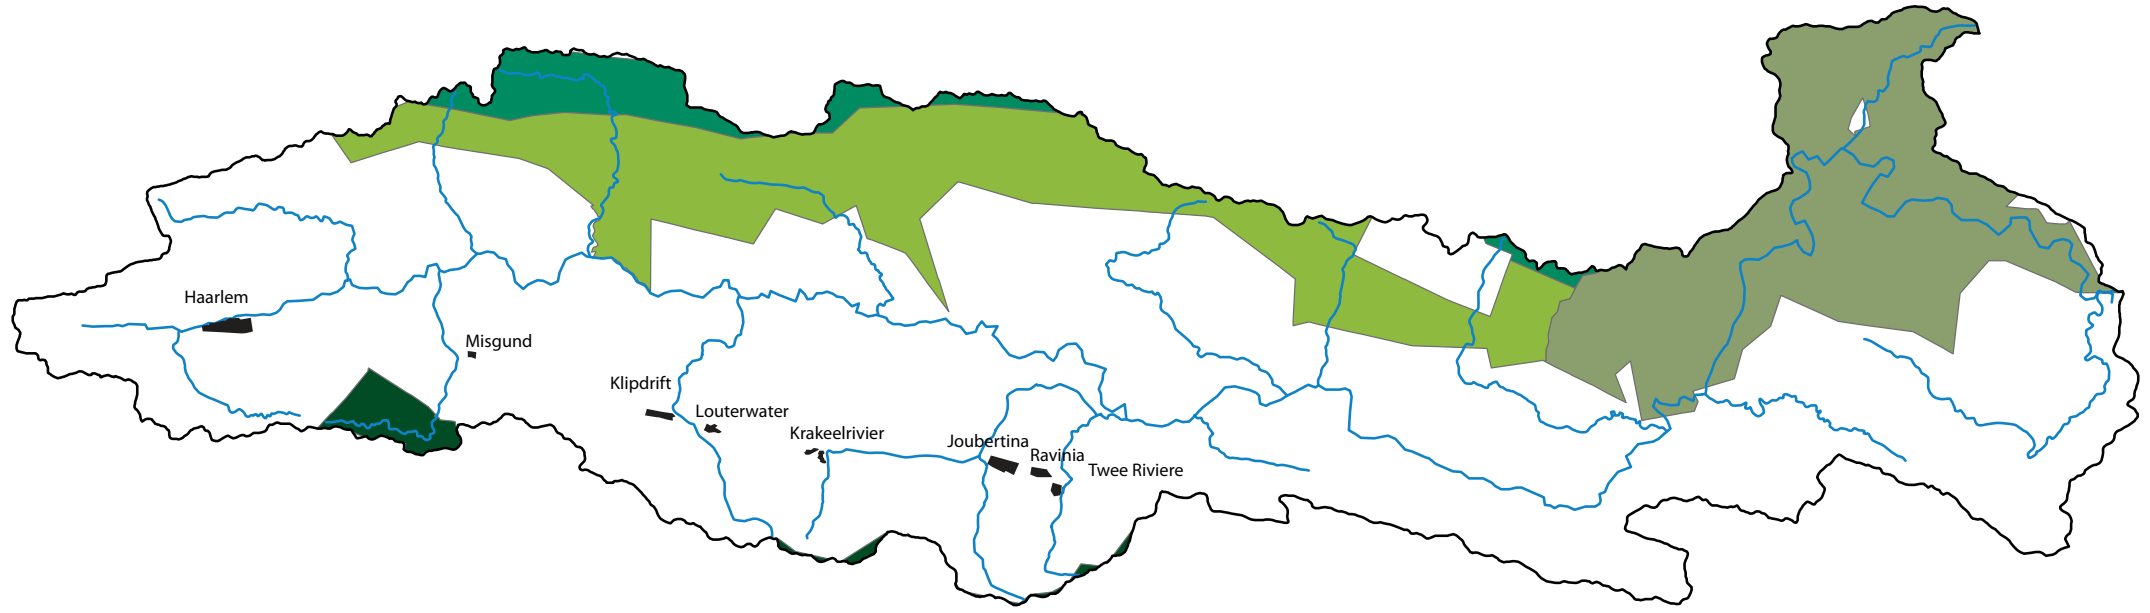 Haarlem
Misgund
Klipdrift
Louterwater
Krakeelrivier
Joubertina
Ravinia
Twee Riviere